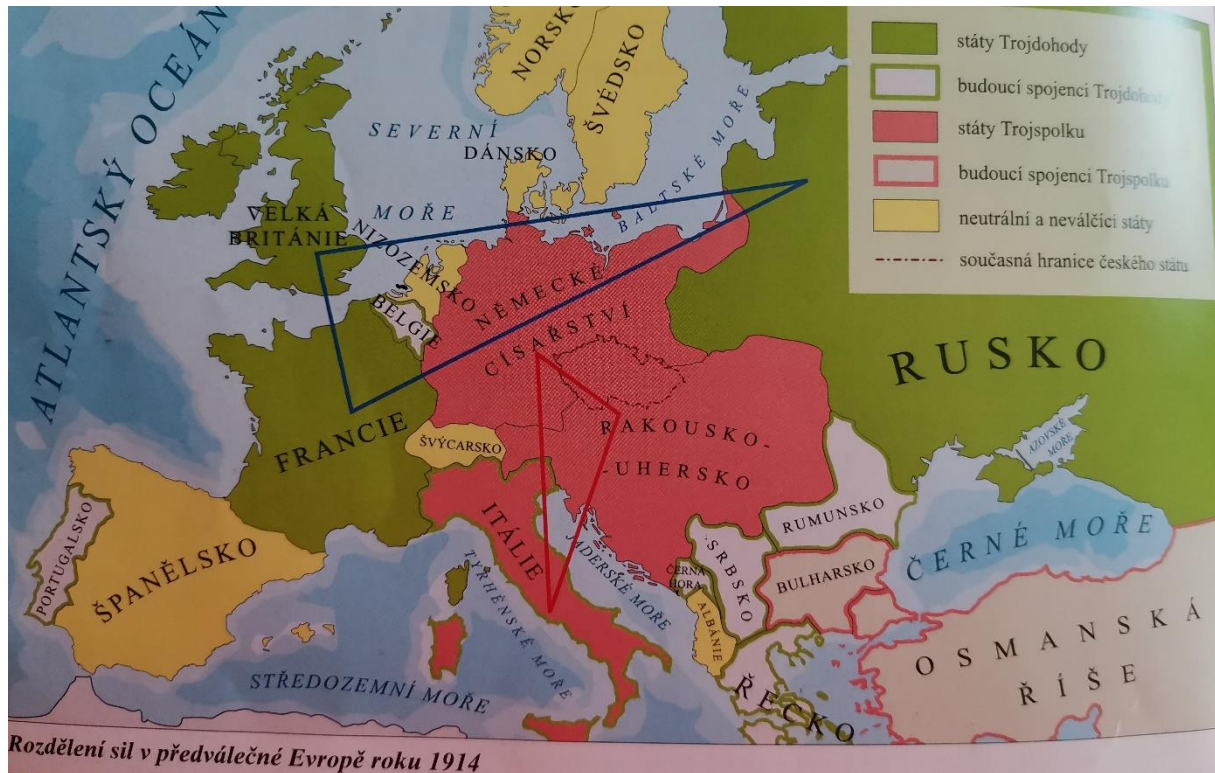 ATLANTSKÝ OCEÁN
NORSKO
ŠVÉDSKO
SEVERNÍ
MOŘE
DÁNSKO
BALTSKÉ MOŘE
VELKÁ
BRITÁNIE
NIZOZEMSKO
BELGIE
NĚMECKÉ
CÍSAŘSTVÍ
RUSKO
FRANCIE
ŠVÝCARSKO
RAKOUSKO-
-UHERSKO
AZOVSKÉ
MOŘE
ITÁLIE
JADERSKÉ MOŘE
RUMUNSKO
ČERNÉ MOŘE
SRBSKO
ČERNÁ
HORA
BULHARSKO
ALBÁNIE
PORTUGALSKO
ŠPANĚLSKO
TYRHÉNSKÉ MOŘE
STŘEDOZEMNÍ MOŘE
ŘECKO
OSMANSKÁ
ŘÍŠE
státy Trojdohody
budoucí spojenci Trojdohody
státy Trojspolku
budoucí spojenci Trojspolku
neutrální a neválčící státy
současná hranice českého státu
Rozdělení sil v předválečné Evropě roku 1914